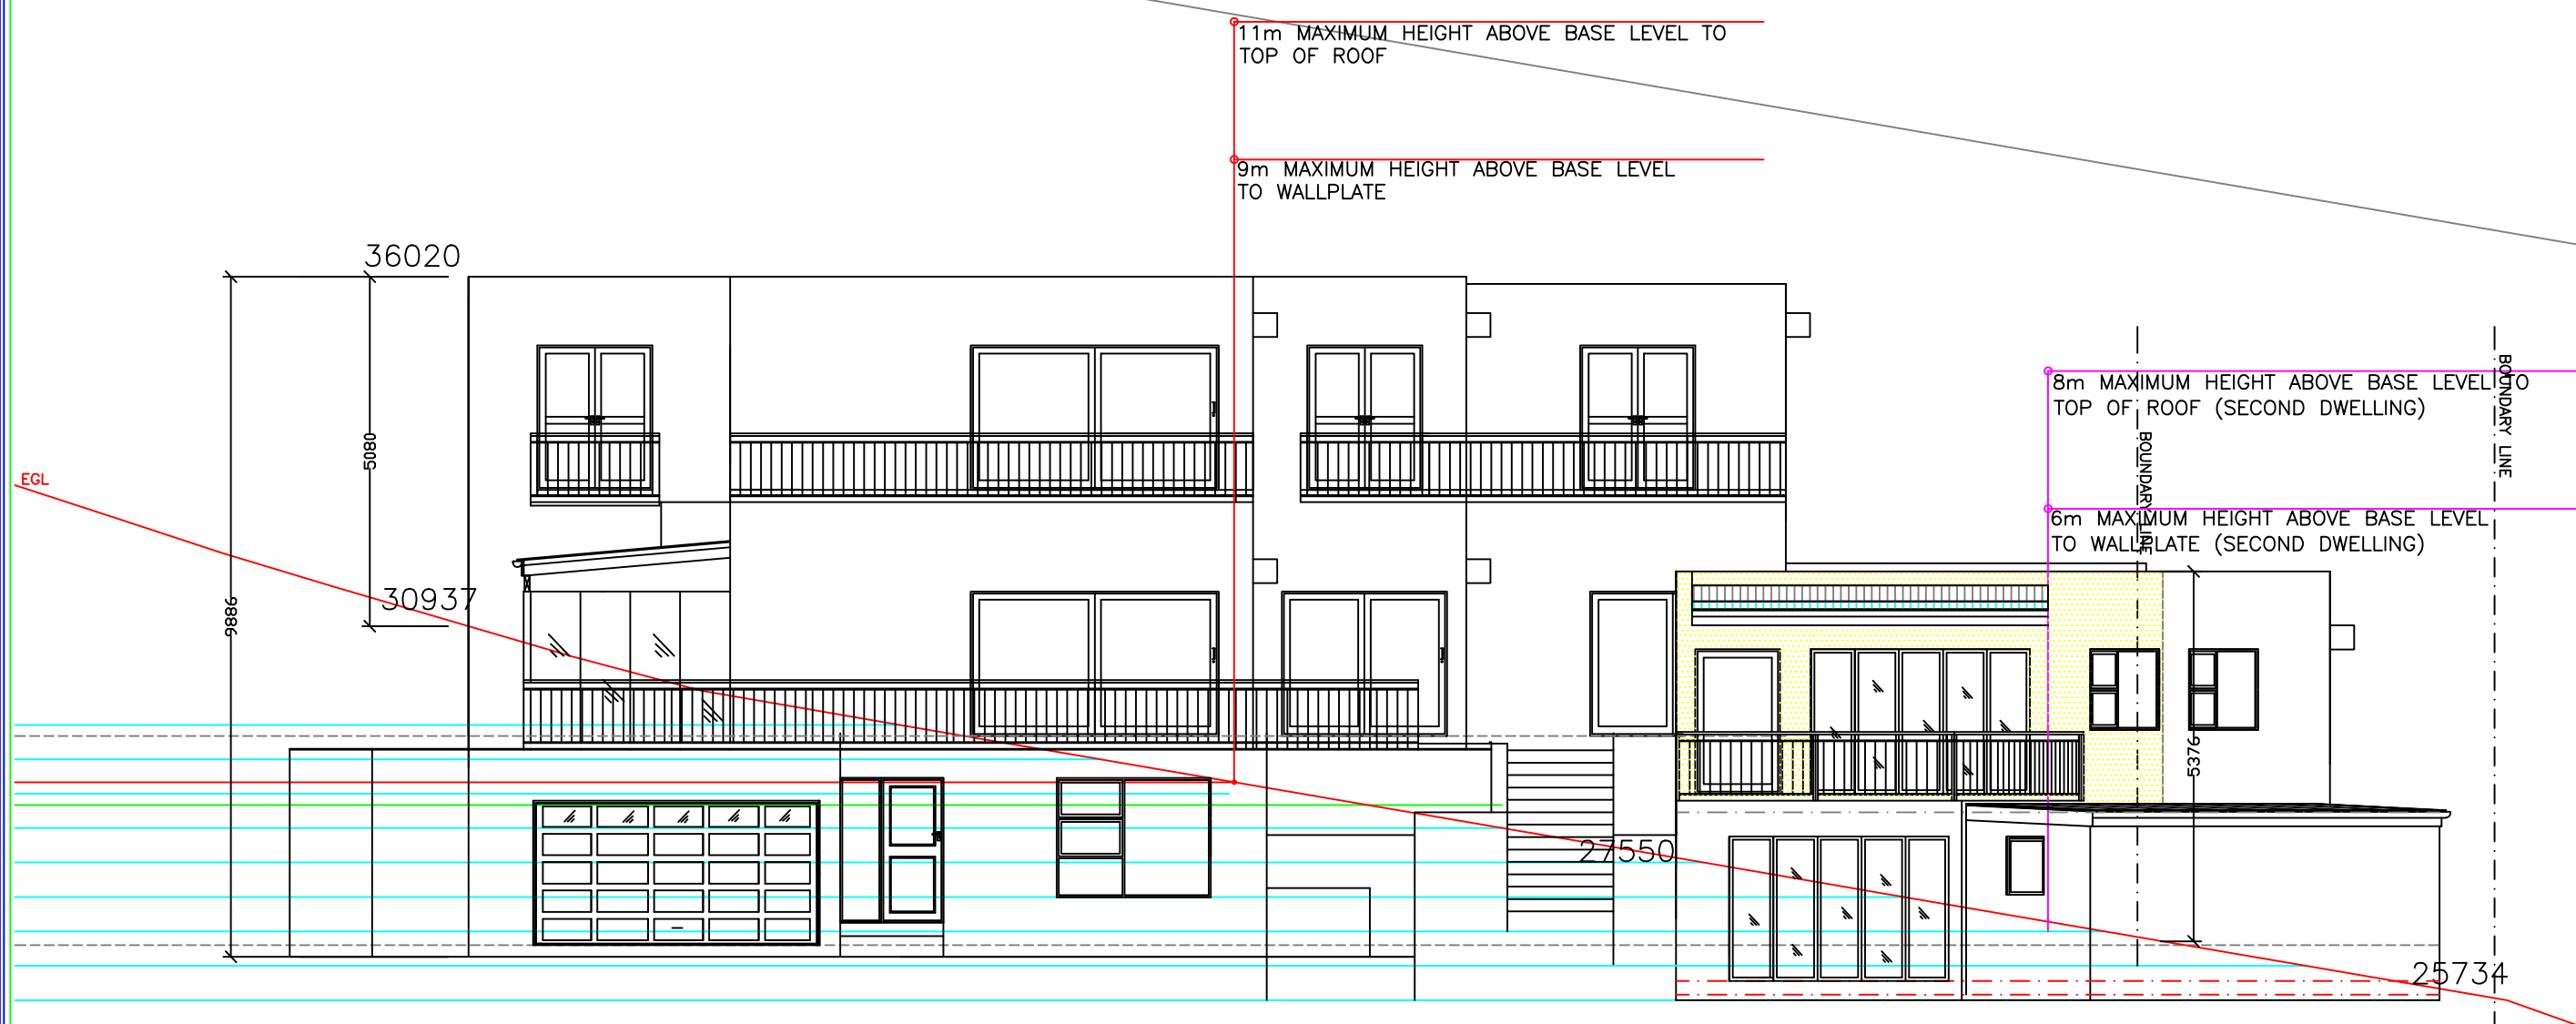 11m MAXIMUM HEIGHT ABOVE BASE LEVEL TO
TOP OF ROOF
9m MAXIMUM HEIGHT ABOVE BASE LEVEL
TO WALLPLATE
36020
8m MAXIMUM HEIGHT ABOVE BASE LEVEL TO
TOP OF ROOF (SECOND DWELLING)
BOUNDARY LINE
5080
BOUNDARY LINE
EGL
6m MAXIMUM HEIGHT ABOVE BASE LEVEL
TO WALLPLATE (SECOND DWELLING)
30937
9886
5376
27550
25734